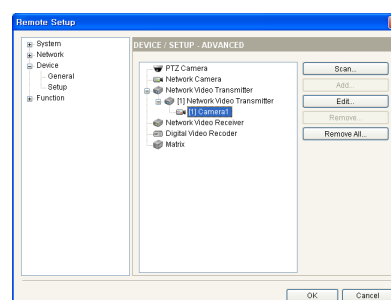 Remote Setup
System
Network
Device
General
Setup
Function
DEVICE / SETUP - ADVANCED
PTZ Camera
Network Camera
Network Video Transmitter
[1] Network Video Transmitter
[1] Camera1
Network Video Receiver
Digital Video Recoder
Matrix
Scan...
Add...
Edit...
Remove...
Remove All...
OK
Cancel